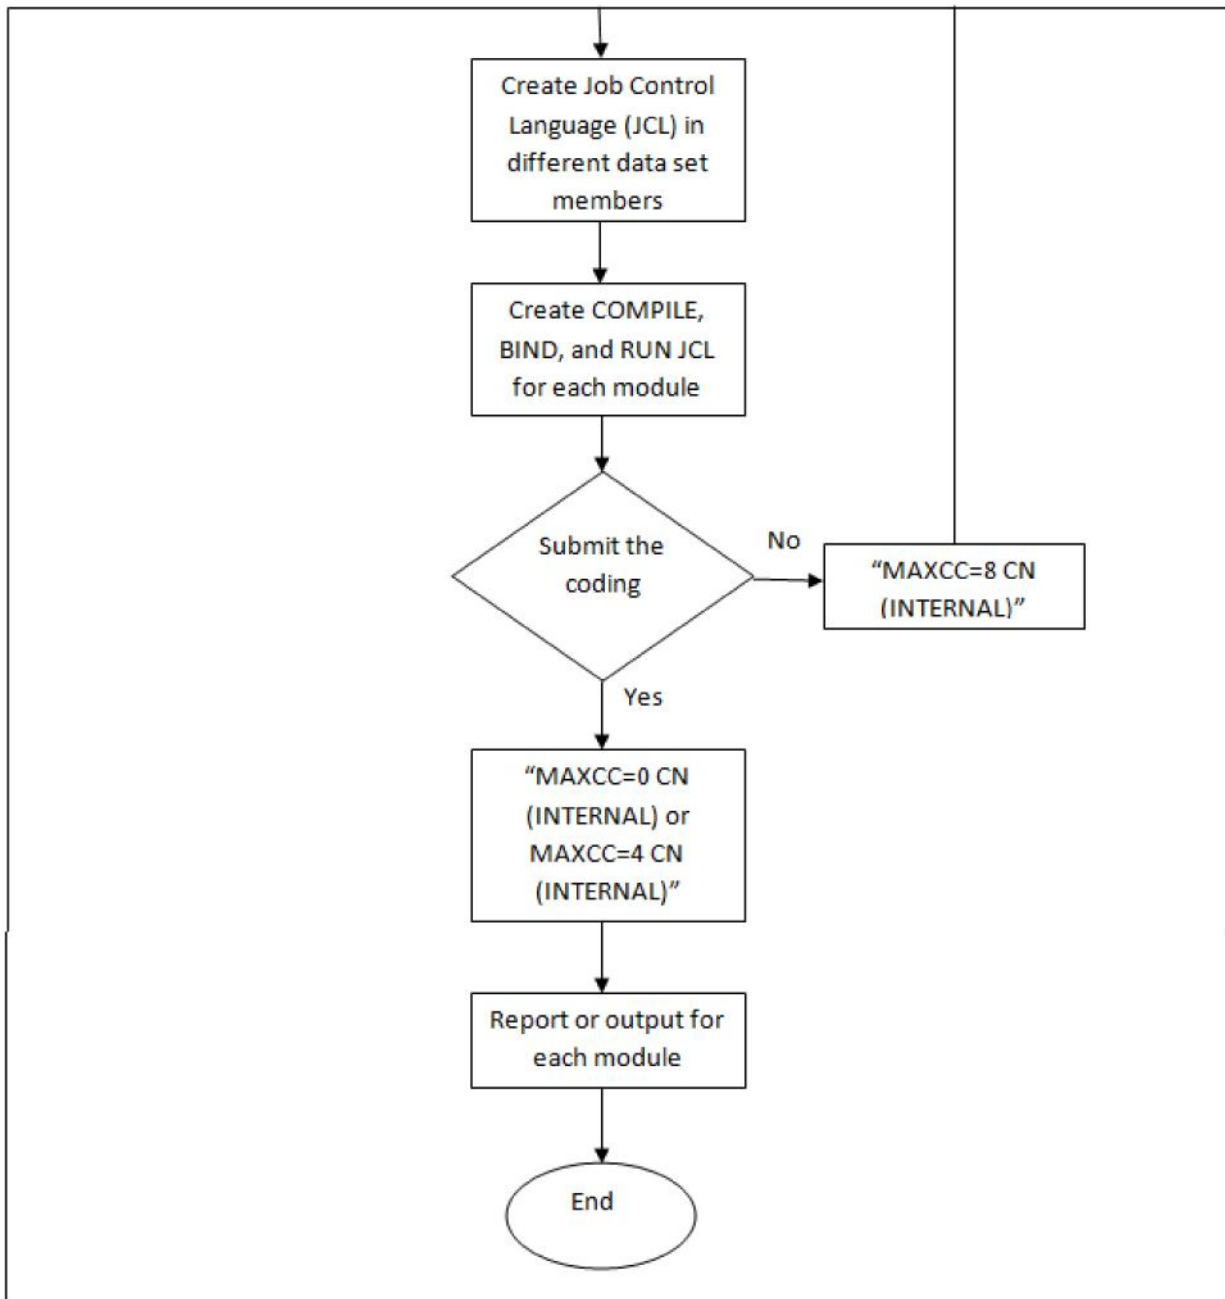 Create Job Control
Language (JCL) in
different data set
members
Create COMPILE,
BIND, and RUN JCL
for each module
Submit the
coding
No
“MAXCC=8 CN
(INTERNAL)”
Yes
“MAXCC=0 CN
(INTERNAL) or
MAXCC=4 CN
(INTERNAL)”
Report or output for
each module
End